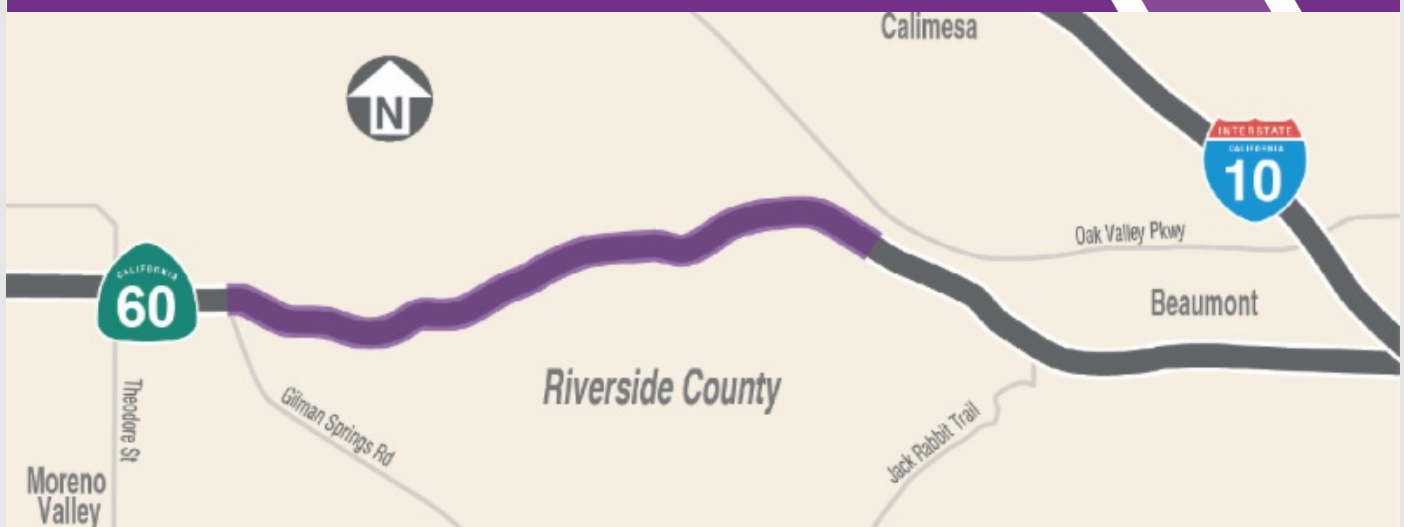 Calimesa
N
INTERSTATE
CALIFORNIA
10
Oak Valley Pkwy
CALIFORNIA
60
Beaumont
Riverside County
Theodore St
Gilman Springs Rd
Jack Rabbit Trail
Moreno
Valley